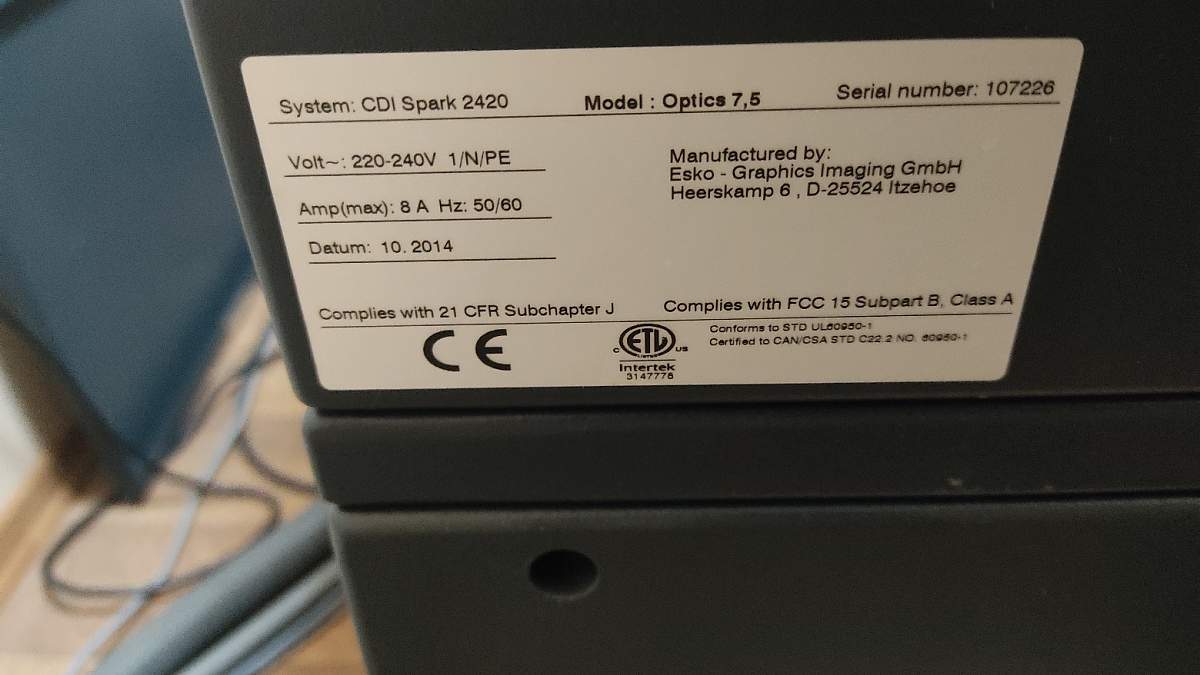 System: CDI Spark 2420 Model : Optics 7,5 Serial number: 107226
Volt~: 220-240V 1/N/PE
Amp(max): 8 A Hz: 50/60
Datum: 10. 2014
Manufactured by:
Esko - Graphics Imaging GmbH
Heerskamp 6 , D-25524 Itzehoe
Complies with 21 CFR Subchapter J Complies with FCC 15 Subpart B, Class A
CE
C ETL US
LISTED
Intertek
3147775
Conforms to STD UL60950-1
Certified to CAN/CSA STD C22.2 NO. 60950-1